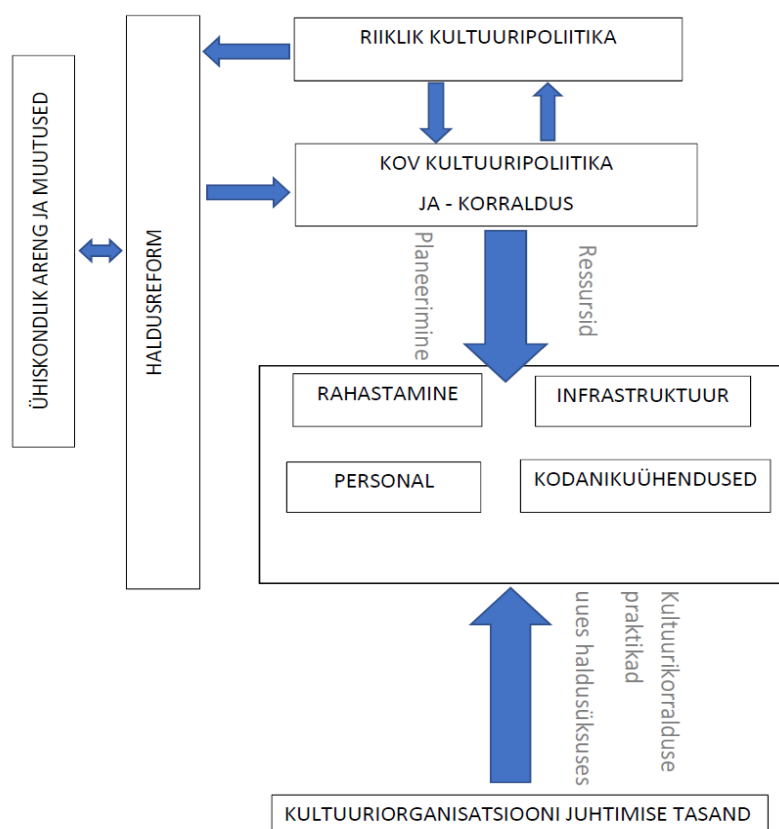 RIIKLIK KULTUURIPOLIITIKA
KOV KULTUURIPOLIITIKA
JA - KORRALDUS
ÜHISKONDLIK ARENG JA MUUTUSED
HALDUSREFORM
Planeerimine
Ressursid
RAHASTAMINE
INFRASTRUKTUUR
PERSONAL
KODANIKUÜHENDUSED
Kultuurikorralduse
praktikad
uues haldusüksuses
KULTUURIORGANISATSIOONI JUHTIMISE TASAND